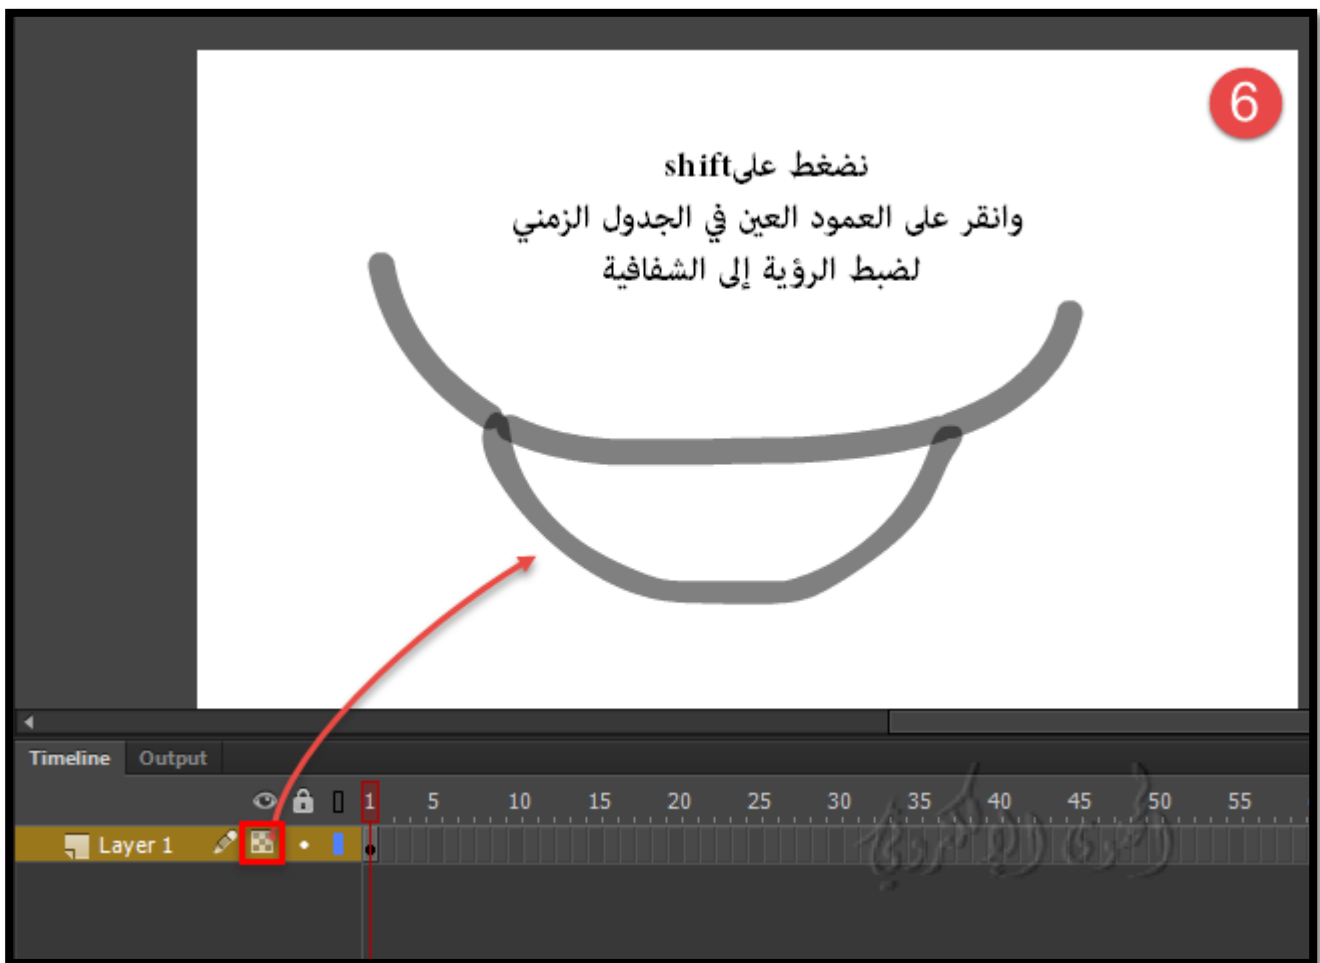 6
نضغط علىshift
وانقر على العمود العين في الجدول الزمني
لضبط الرؤية إلى الشفافية
Timeline Output
1 5 10 15 20 25 30 35 40 45 50 55
Layer 1